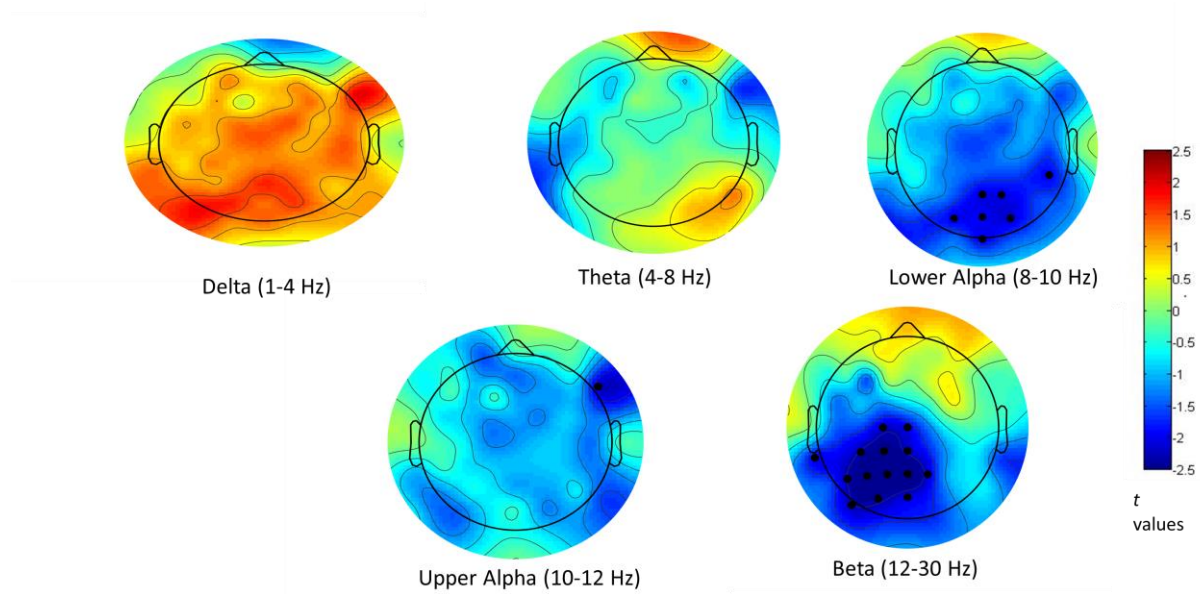 Delta (1-4 Hz)
Theta (4-8 Hz)
Lower Alpha (8-10 Hz)
Upper Alpha (10-12 Hz)
Beta (12-30 Hz)
2.5
2
1.5
1
0.5
0
-0.5
-1
-1.5
-2
-2.5
t
values